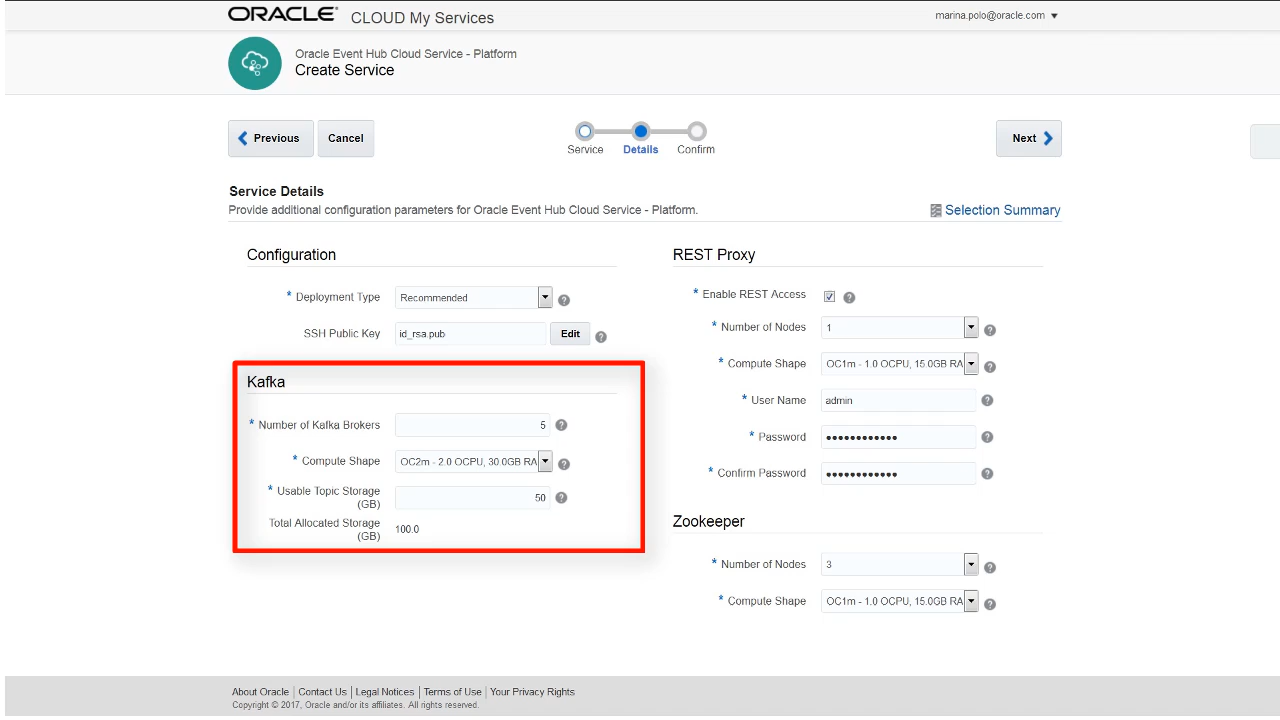 ORACLE® CLOUD My Services
marina.polo@oracle.com
Oracle Event Hub Cloud Service - Platform
Create Service
Previous
Cancel
Service
Details
Confirm
Next
Service Details
Provide additional configuration parameters for Oracle Event Hub Cloud Service - Platform.
Selection Summary
Configuration
* Deployment Type Recommended ?
SSH Public Key id_rsa.pub Edit ?
Kafka
* Number of Kafka Brokers 5 ?
* Compute Shape OC2m - 2.0 OCPU, 30.0GB RA ?
* Usable Topic Storage
(GB) 50 ?
Total Allocated Storage
(GB) 100.0
REST Proxy
* Enable REST Access ?
* Number of Nodes 1 ?
* Compute Shape OC1m - 1.0 OCPU, 15.0GB RA ?
* User Name admin ?
* Password •••••••••••• ?
* Confirm Password •••••••••••• ?
Zookeeper
* Number of Nodes 3 ?
* Compute Shape OC1m - 1.0 OCPU, 15.0GB RA ?
About Oracle | Contact Us | Legal Notices | Terms of Use | Your Privacy Rights
Copyright © 2017, Oracle and/or its affiliates. All rights reserved.